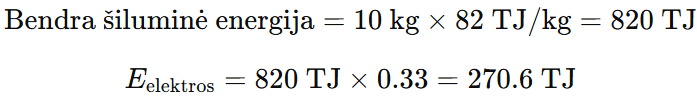 Bendra šiluminė energija = 10 kg × 82 TJ/kg = 820 TJ
E_elektros = 820 TJ × 0.33 = 270.6 TJ